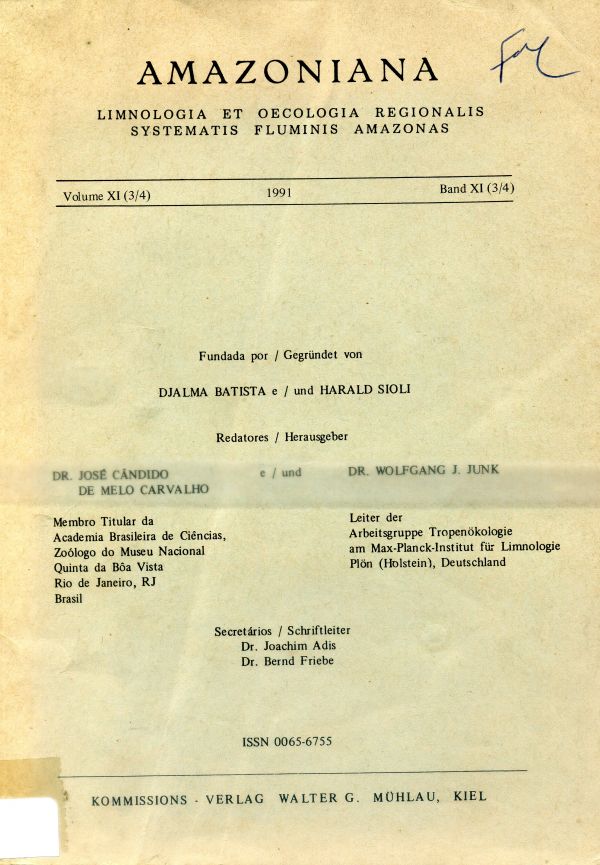 AMAZONIANA
LIMNOLOGIA ET OECOLOGIA REGIONALIS
SYSTEMATIS FLUMINIS AMAZONAS
Volume XI (3/4) 1991 Band XI (3/4)
Fundada por / Gegründet von
DJALMA BATISTA e / und HARALD SIOLI
Redatores / Herausgeber
DR. JOSÉ CÂNDIDO e / und DR. WOLFGANG J. JUNK
DE MELO CARVALHO
Membro Titular da
Academia Brasileira de Ciências,
Zoólogo do Museu Nacional
Quinta da Bôa Vista
Rio de Janeiro, RJ
Brasil
Leiter der
Arbeitsgruppe Tropenökologie
am Max-Planck-Institut für Limnologie
Plön (Holstein), Deutschland
Secretários / Schriftleiter
Dr. Joachim Adis
Dr. Bernd Friebe
ISSN 0065-6755
KOMMISSIONS - VERLAG WALTER G. MÜHLAU, KIEL